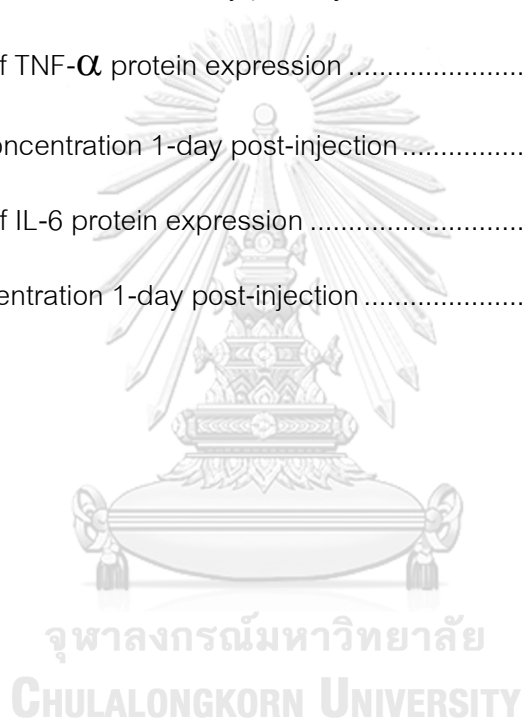 f TNF-α protein expression ........................
oncentration 1-day post-injection .................
f IL-6 protein expression ............................
entration 1-day post-injection ......................
จุฬาลงกรณ์มหาวิทยาลัย
CHULALONGKORN UNIVERSITY